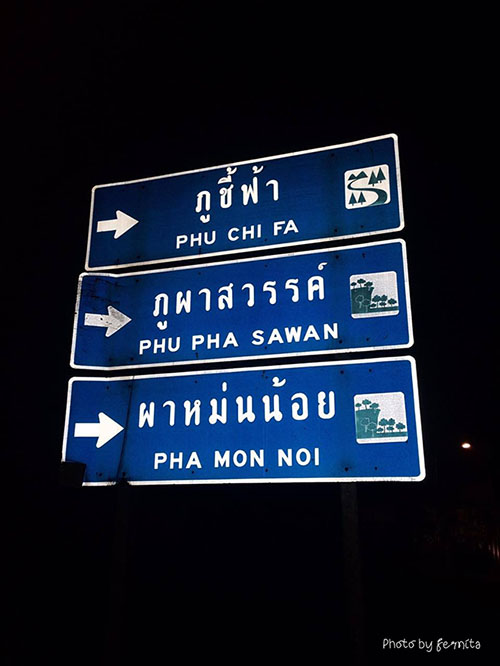 ภูชี้ฟ้า
PHU CHI FA
ภูผาสวรรค์
PHU PHA SAWAN
ผาหม่นน้อย
PHA MON NOI
Photo by fernita